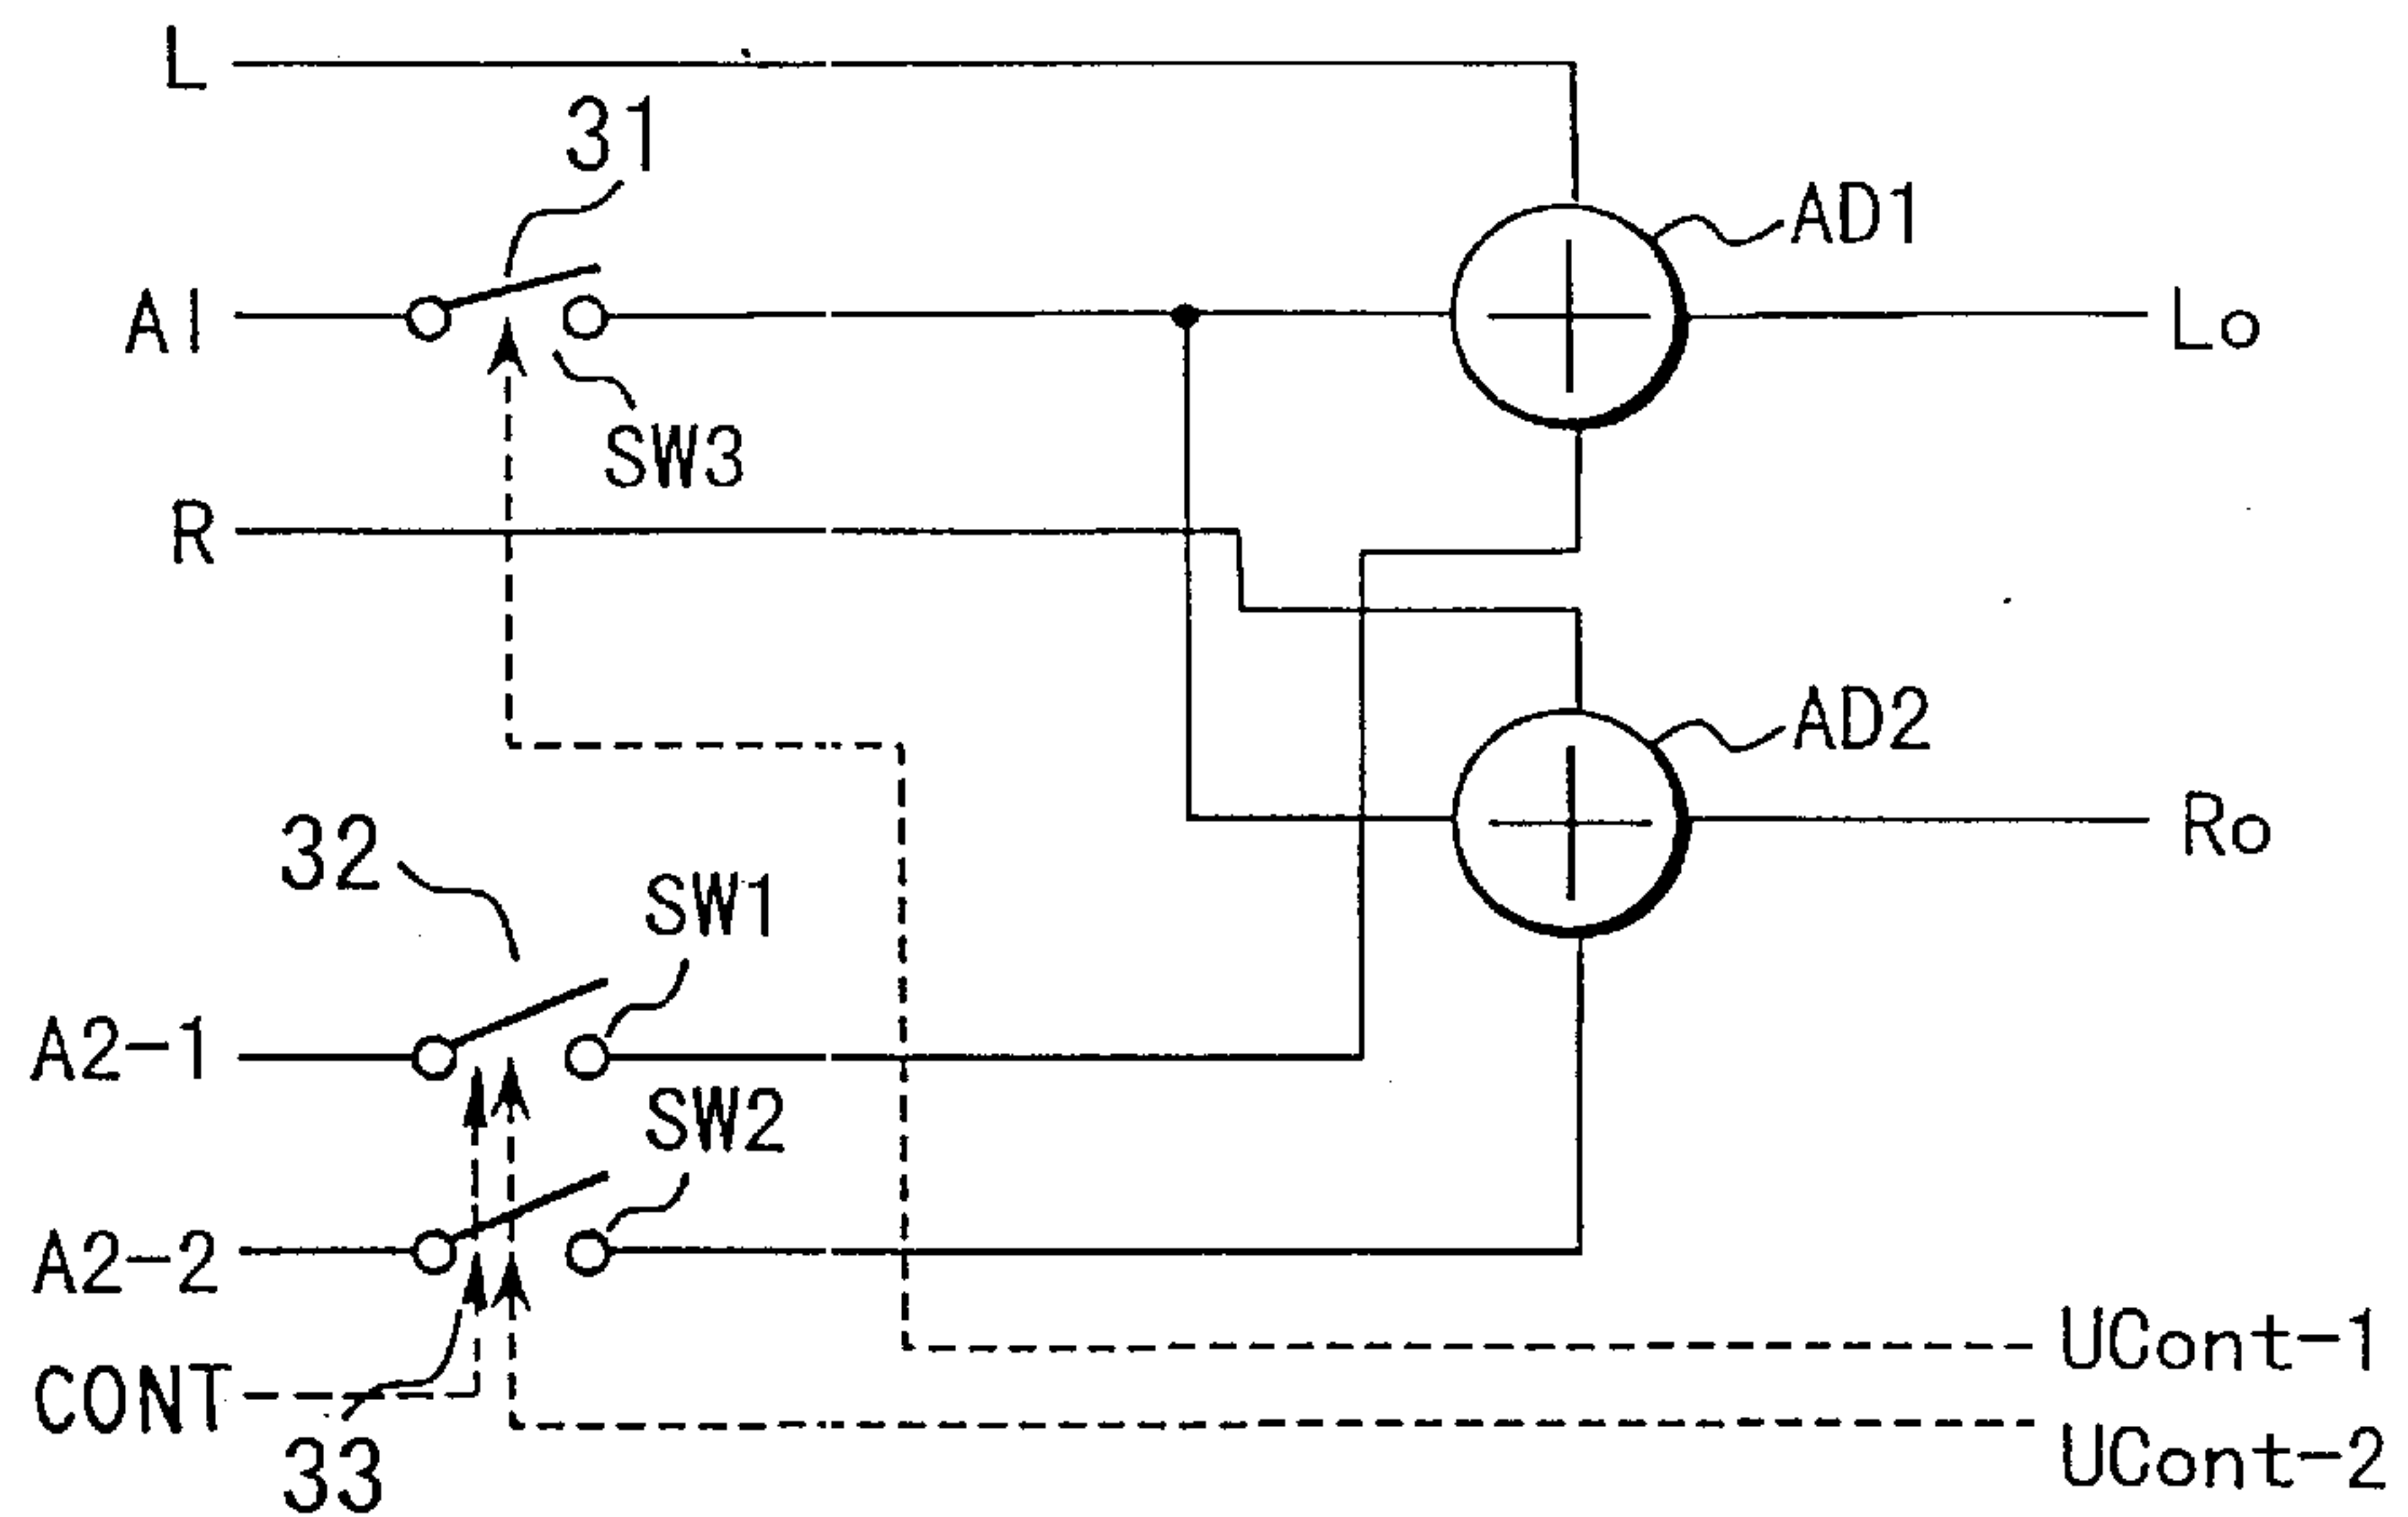 L
31
AD1
A1
Lo
SW3
R
AD2
Ro
32
SW1
A2-1
SW2
A2-2
UCont-1
CONT
UCont-2
33